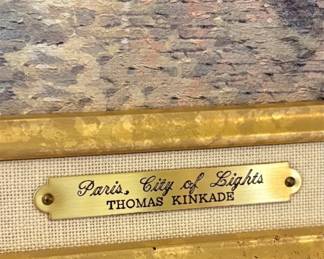 Paris, City of Lights
THOMAS KINKADE